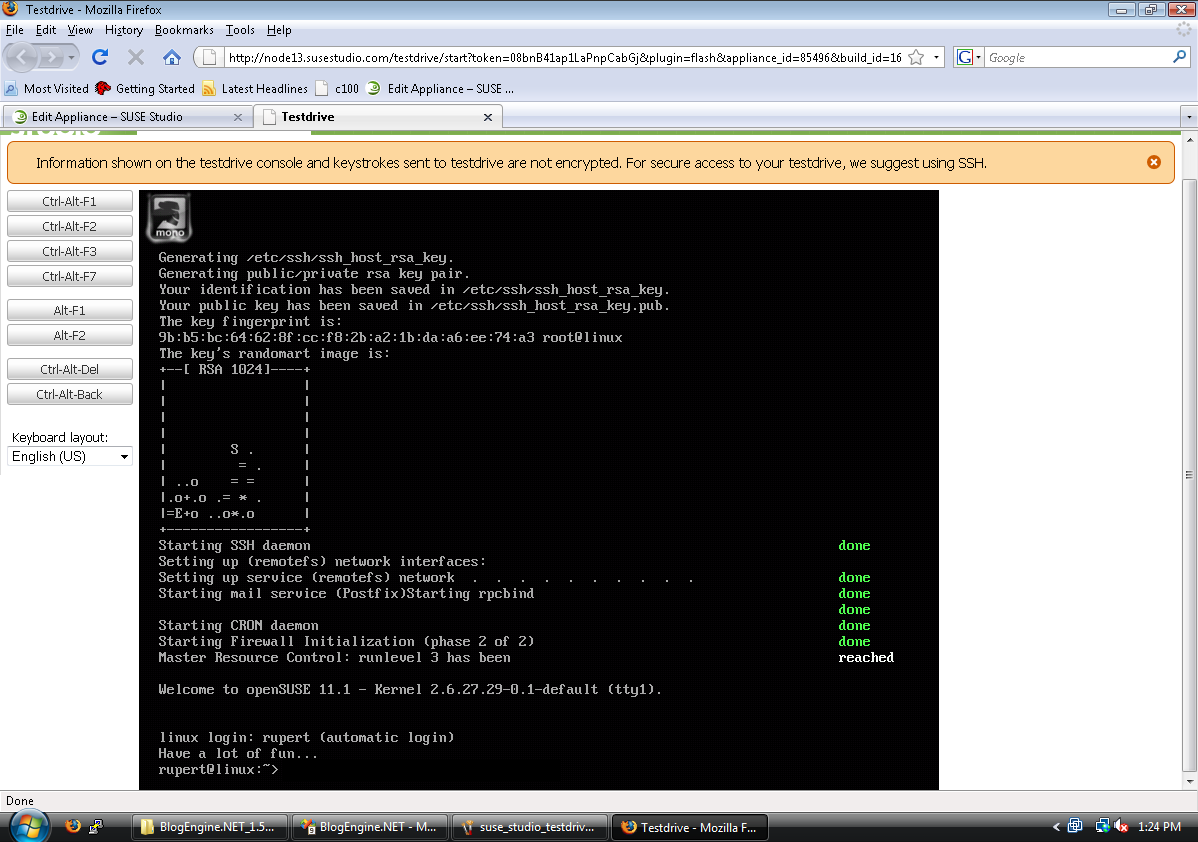 Testdrive - Mozilla Firefox
File Edit View History Bookmarks Tools Help
http://node13.susestudio.com/testdrive/start?token=08bnB41ap1LaPnpCabGj&plugin=flash&appliance_id=85496&build_id=16
G Google
Most Visited Getting Started Latest Headlines c100 Edit Appliance – SUSE ...
Edit Appliance – SUSE Studio Testdrive
Information shown on the testdrive console and keystrokes sent to testdrive are not encrypted. For secure access to your testdrive, we suggest using SSH.
Ctrl-Alt-F1
Ctrl-Alt-F2
Ctrl-Alt-F3
Ctrl-Alt-F7
Alt-F1
Alt-F2
Ctrl-Alt-Del
Ctrl-Alt-Back
Keyboard layout:
English (US)
mono
Generating /etc/ssh/ssh_host_rsa_key.
Generating public/private rsa key pair.
Your identification has been saved in /etc/ssh/ssh_host_rsa_key.
Your public key has been saved in /etc/ssh/ssh_host_rsa_key.pub.
The key fingerprint is:
9b:b5:bc:64:62:8f:cc:f8:2b:a2:1b:da:a6:ee:74:a3 root@linux
The key's randomart image is:
+--[ RSA 1024]----+
|                 |
|                 |
|                 |
|                 |
|        S .      |
|         = .     |
| ..o    = =      |
|.o+.o .= * .     |
|=E+o ..o*.o      |
+-----------------+
Starting SSH daemon done
Setting up (remotefs) network interfaces:
Setting up service (remotefs) network . . . . . . . . . . done
Starting mail service (Postfix)Starting rpcbind done
done
Starting CRON daemon done
Starting Firewall Initialization (phase 2 of 2) done
Master Resource Control: runlevel 3 has been reached
Welcome to openSUSE 11.1 - Kernel 2.6.27.29-0.1-default (tty1).
linux login: rupert (automatic login)
Have a lot of fun...
rupert@linux:~>
Done
BlogEngine.NET_1.5... BlogEngine.NET - M... suse_studio_testdriv... Testdrive - Mozilla F... 1:24 PM